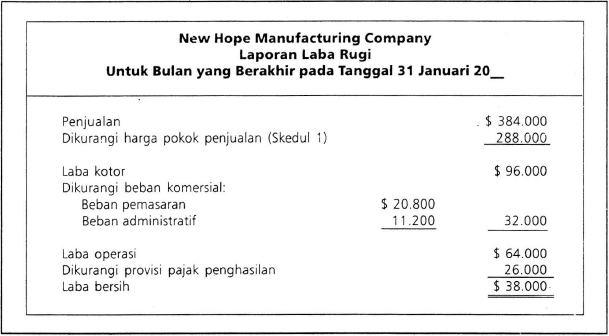 New Hope Manufacturing Company
Laporan Laba Rugi
Untuk Bulan yang Berakhir pada Tanggal 31 Januari 20__
Penjualan $ 384.000
Dikurangi harga pokok penjualan (Skedul 1) 288.000
Laba kotor $ 96.000
Dikurangi beban komersial:
Beban pemasaran $ 20.800
Beban administratif 11.200 32.000
Laba operasi $ 64.000
Dikurangi provisi pajak penghasilan 26.000
Laba bersih $ 38.000